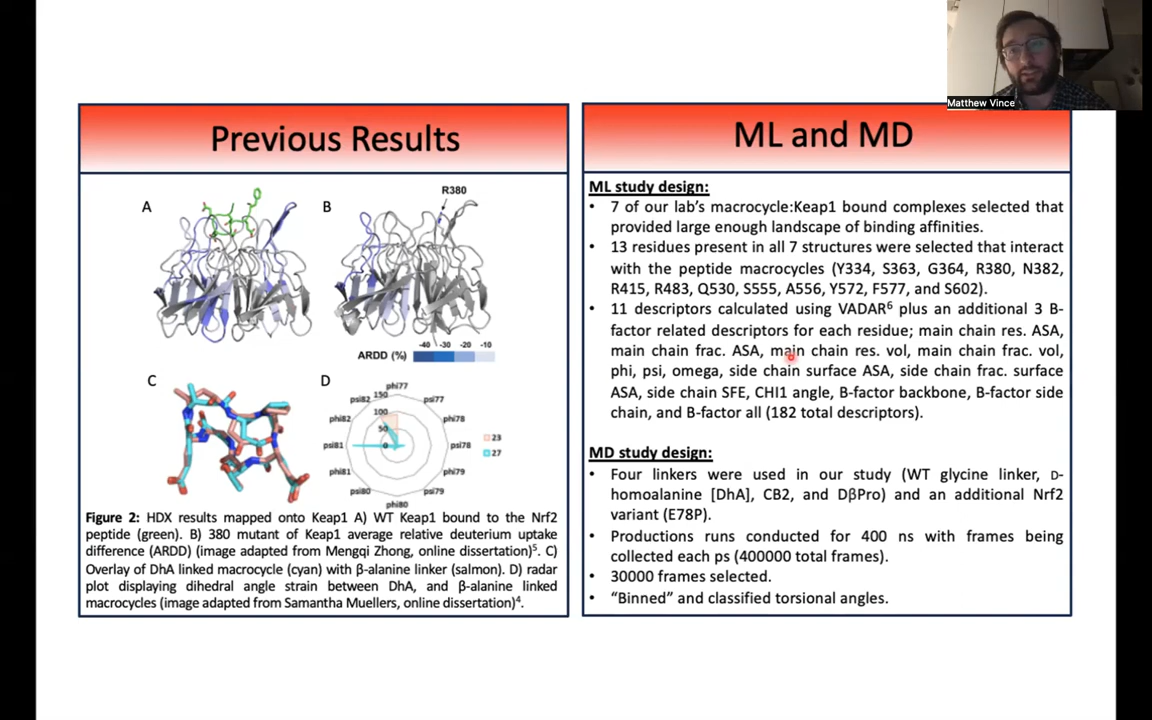 Matthew Vince
Previous Results
A
B
R380
ARDD (%)
-40 -30 -20 -10
C
D
phi77
psi77
phi78
psi78
phi79
psi79
phi80
psi80
phi81
psi81
phi82
psi82
150
100
50
0
23
27
Figure 2: HDX results mapped onto Keap1 A) WT Keap1 bound to the Nrf2
peptide (green). B) 380 mutant of Keap1 average relative deuterium uptake
difference (ARDD) (image adapted from Mengqi Zhong, online dissertation)⁵. C)
Overlay of DhA linked macrocycle (cyan) with β-alanine linker (salmon). D) radar
plot displaying dihedral angle strain between DhA, and β-alanine linked
macrocycles (image adapted from Samantha Muellers, online dissertation)⁴.
ML and MD
ML study design:
• 7 of our lab's macrocycle:Keap1 bound complexes selected that
provided large enough landscape of binding affinities.
• 13 residues present in all 7 structures were selected that interact
with the peptide macrocycles (Y334, S363, G364, R380, N382,
R415, R483, Q530, S555, A556, Y572, F577, and S602).
• 11 descriptors calculated using VADAR⁶ plus an additional 3 B-
factor related descriptors for each residue; main chain res. ASA,
main chain frac. ASA, main chain res. vol, main chain frac. vol,
phi, psi, omega, side chain surface ASA, side chain frac. surface
ASA, side chain SFE, CHI1 angle, B-factor backbone, B-factor side
chain, and B-factor all (182 total descriptors).
MD study design:
• Four linkers were used in our study (WT glycine linker, D-
homoalanine [DhA], CB2, and DβPro) and an additional Nrf2
variant (E78P).
• Productions runs conducted for 400 ns with frames being
collected each ps (400000 total frames).
• 30000 frames selected.
• "Binned" and classified torsional angles.